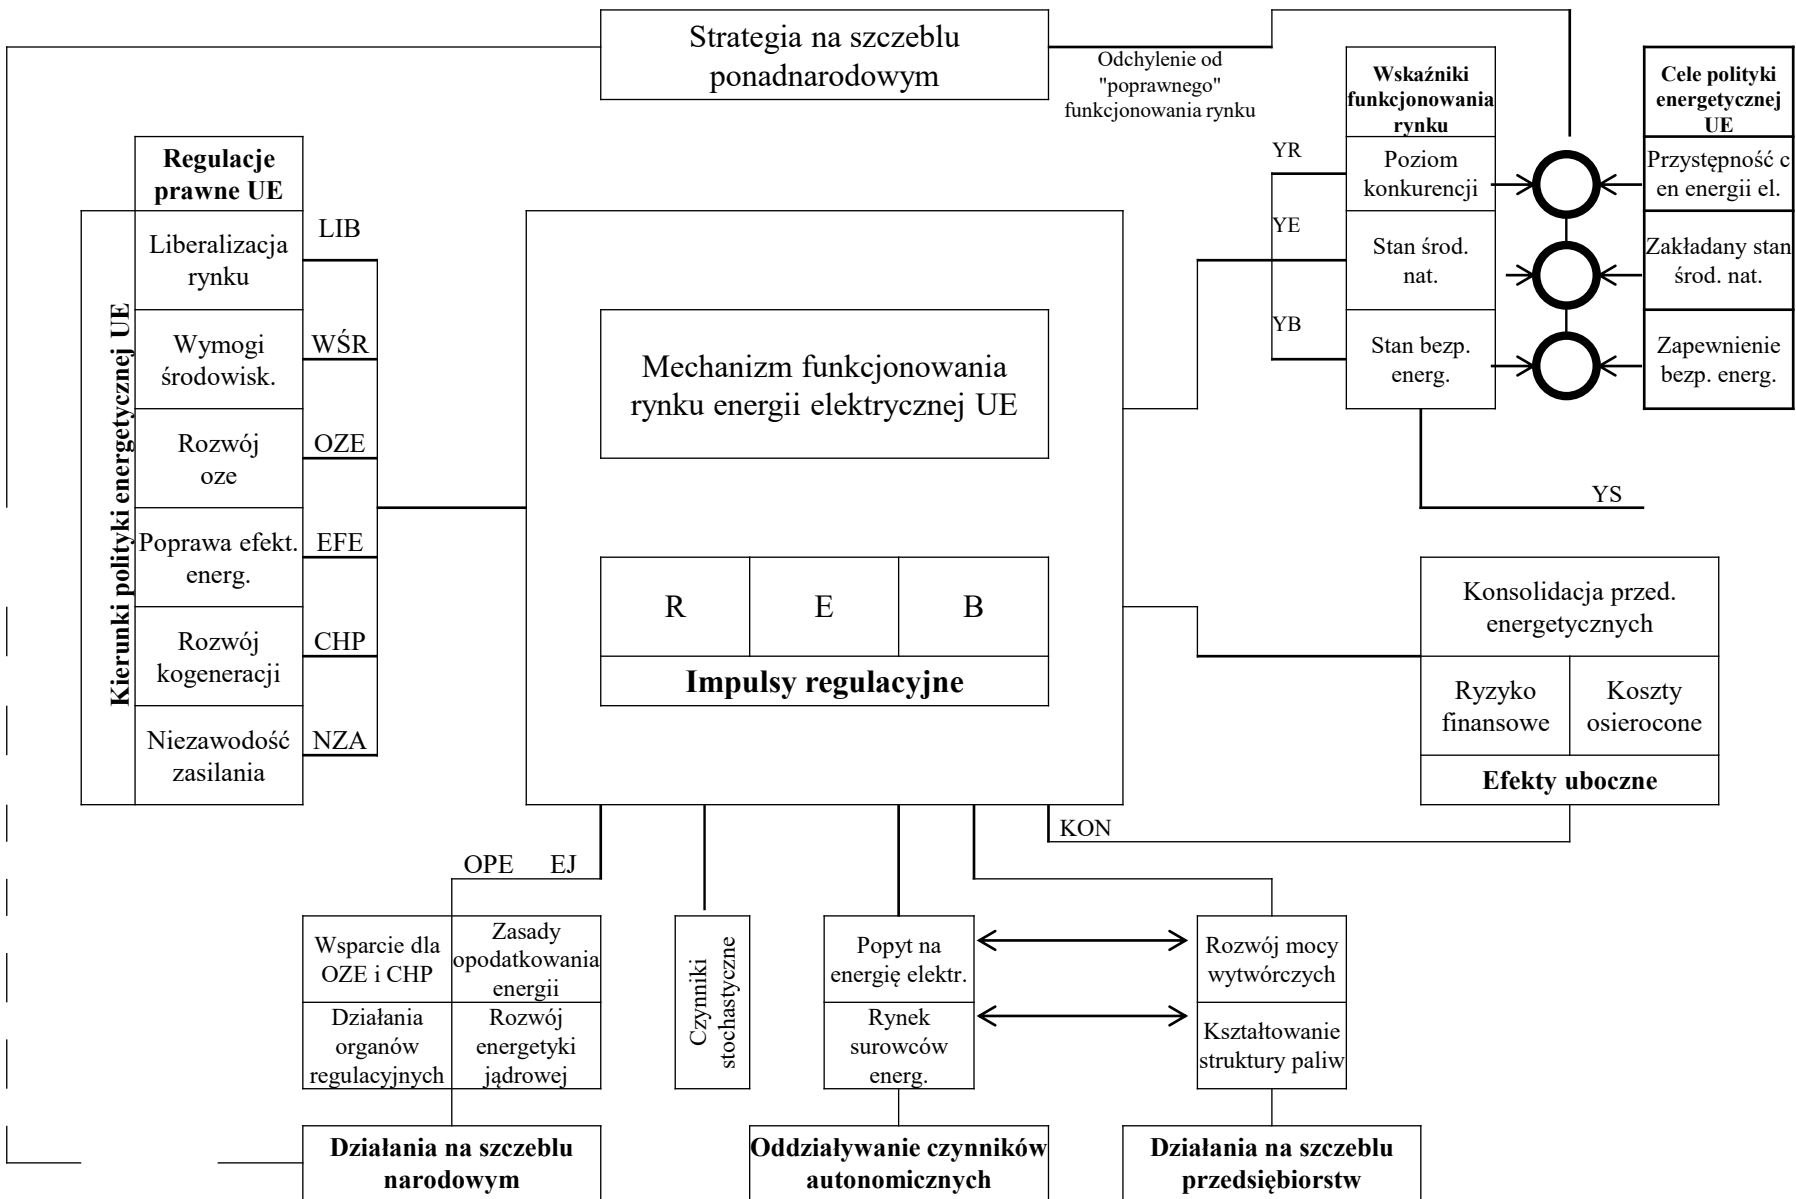 Strategia na szczeblu
ponadnarodowym
Odchylenie od
"poprawnego"
funkcjonowania rynku
Wskaźniki
funkcjonowania
rynku
Cele polityki
energetycznej
UE
Regulacje
prawne UE
Kierunki polityki energetycznej UE
Liberalizacja
rynku
LIB
Wymogi
środowisk.
WŚR
Rozwój
oze
OZE
Poprawa efekt.
energ.
EFE
Rozwój
kogeneracji
CHP
Niezawodość
zasilania
NZA
Mechanizm funkcjonowania
rynku energii elektrycznej UE
R E B
Impulsy regulacyjne
YR
Poziom
konkurencji
Przystępność c
en energii el.
YE
Stan środ.
nat.
Zakładany stan
środ. nat.
YB
Stan bezp.
energ.
Zapewnienie
bezp. energ.
YS
Konsolidacja przed.
energetycznych
Ryzyko
finansowe
Koszty
osierocone
Efekty uboczne
KON
OPE EJ
Wsparcie dla
OZE i CHP
Zasady
opodatkowania
energii
Działania
organów
regulacyjnych
Rozwój
energetyki
jądrowej
Działania na szczeblu
narodowym
Czynniki
stochastyczne
Popyt na
energię elektr.
Rynek
surowców
energ.
Oddziaływanie czynników
autonomicznych
Rozwój mocy
wytwórczych
Kształtowanie
struktury paliw
Działania na szczeblu
przedsiębiorstw